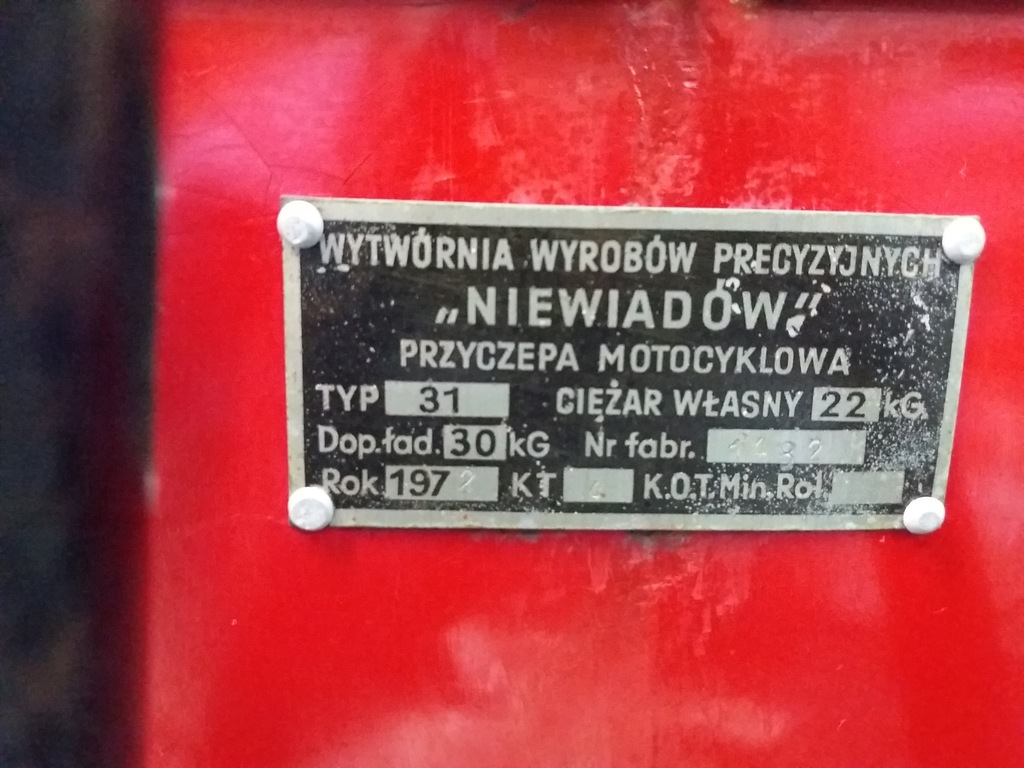 WYTWÓRNIA WYROBÓW PRECYZYJNYCH
„NIEWIADÓW"
PRZYCZEPA MOTOCYKLOWA
TYP 31 CIĘŻAR WŁASNY 22 kG
Dop.ład. 30 kG Nr fabr.
Rok 1972 KT K.O.T. Min. Rol.